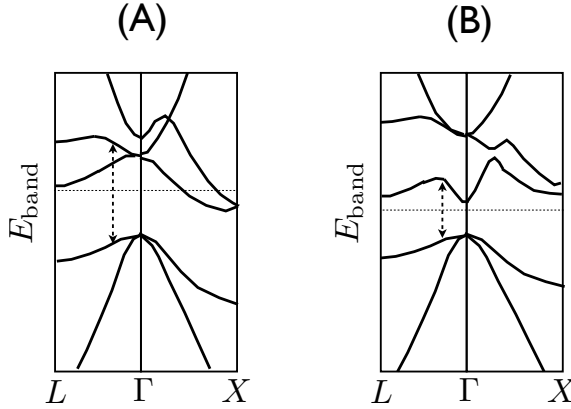 (A)
(B)
E_band
E_band
L Γ X
L Γ X